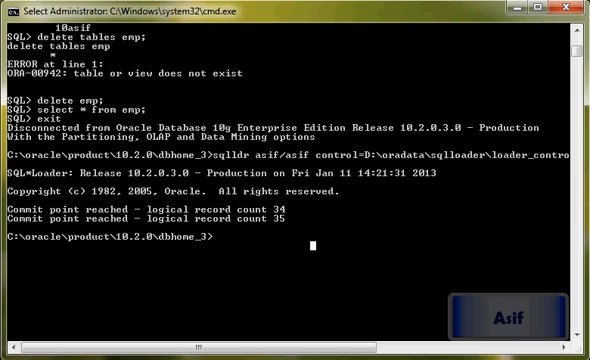 Select Administrator: C:\Windows\system32\cmd.exe
10asif
SQL> delete tables emp;
delete tables emp
*
ERROR at line 1:
ORA-00942: table or view does not exist
SQL> delete emp;
SQL> select * from emp;
SQL> exit
Disconnected from Oracle Database 10g Enterprise Edition Release 10.2.0.3.0 - Production
With the Partitioning, OLAP and Data Mining options
C:\oracle\product\10.2.0\dbhome_3>sqlldr asif/asif control=D:\oradata\sqlloader\loader_contro
SQL*Loader: Release 10.2.0.3.0 - Production on Fri Jan 11 14:21:31 2013
Copyright (c) 1982, 2005, Oracle.  All rights reserved.
Commit point reached - logical record count 34
Commit point reached - logical record count 35
C:\oracle\product\10.2.0\dbhome_3>
Asif